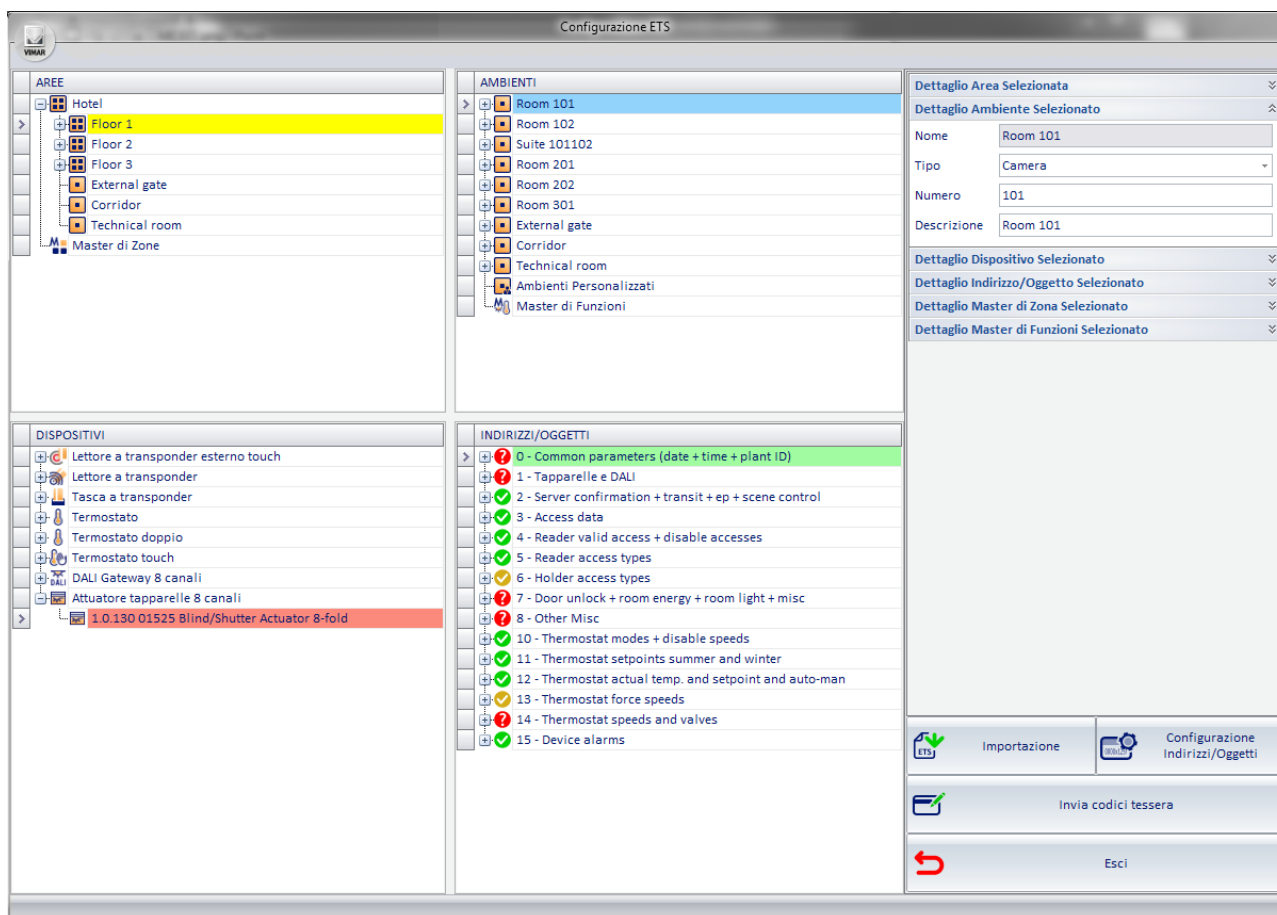 Configurazione ETS
VIMAR
AREE
Hotel
Floor 1
Floor 2
Floor 3
External gate
Corridor
Technical room
Master di Zone
AMBIENTI
Room 101
Room 102
Suite 101102
Room 201
Room 202
Room 301
External gate
Corridor
Technical room
Ambienti Personalizzati
Master di Funzioni
Dettaglio Area Selezionata
Dettaglio Ambiente Selezionato
Nome Room 101
Tipo Camera
Numero 101
Descrizione Room 101
Dettaglio Dispositivo Selezionato
Dettaglio Indirizzo/Oggetto Selezionato
Dettaglio Master di Zona Selezionato
Dettaglio Master di Funzioni Selezionato
DISPOSITIVI
Lettore a transponder esterno touch
Lettore a transponder
Tasca a transponder
Termostato
Termostato doppio
Termostato touch
DALI DALI Gateway 8 canali
Attuatore tapparelle 8 canali
1.0.130 01525 Blind/Shutter Actuator 8-fold
INDIRIZZI/OGGETTI
0 - Common parameters (date + time + plant ID)
1 - Tapparelle e DALI
2 - Server confirmation + transit + ep + scene control
3 - Access data
4 - Reader valid access + disable accesses
5 - Reader access types
6 - Holder access types
7 - Door unlock + room energy + room light + misc
8 - Other Misc
10 - Thermostat modes + disable speeds
11 - Thermostat setpoints summer and winter
12 - Thermostat actual temp. and setpoint and auto-man
13 - Thermostat force speeds
14 - Thermostat speeds and valves
15 - Device alarms
ETS Importazione
Configurazione
Indirizzi/Oggetti
Invia codici tessera
Esci